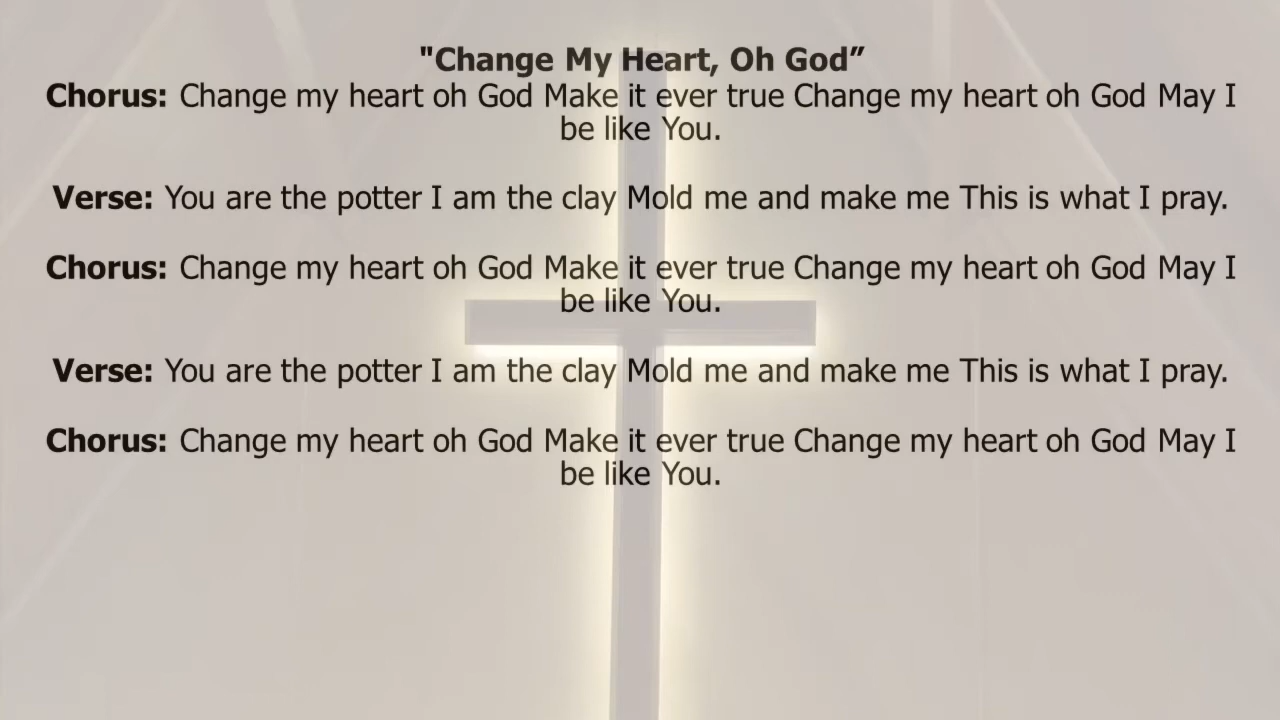 "Change My Heart, Oh God”
Chorus: Change my heart oh God Make it ever true Change my heart oh God May I
be like You.
Verse: You are the potter I am the clay Mold me and make me This is what I pray.
Chorus: Change my heart oh God Make it ever true Change my heart oh God May I
be like You.
Verse: You are the potter I am the clay Mold me and make me This is what I pray.
Chorus: Change my heart oh God Make it ever true Change my heart oh God May I
be like You.